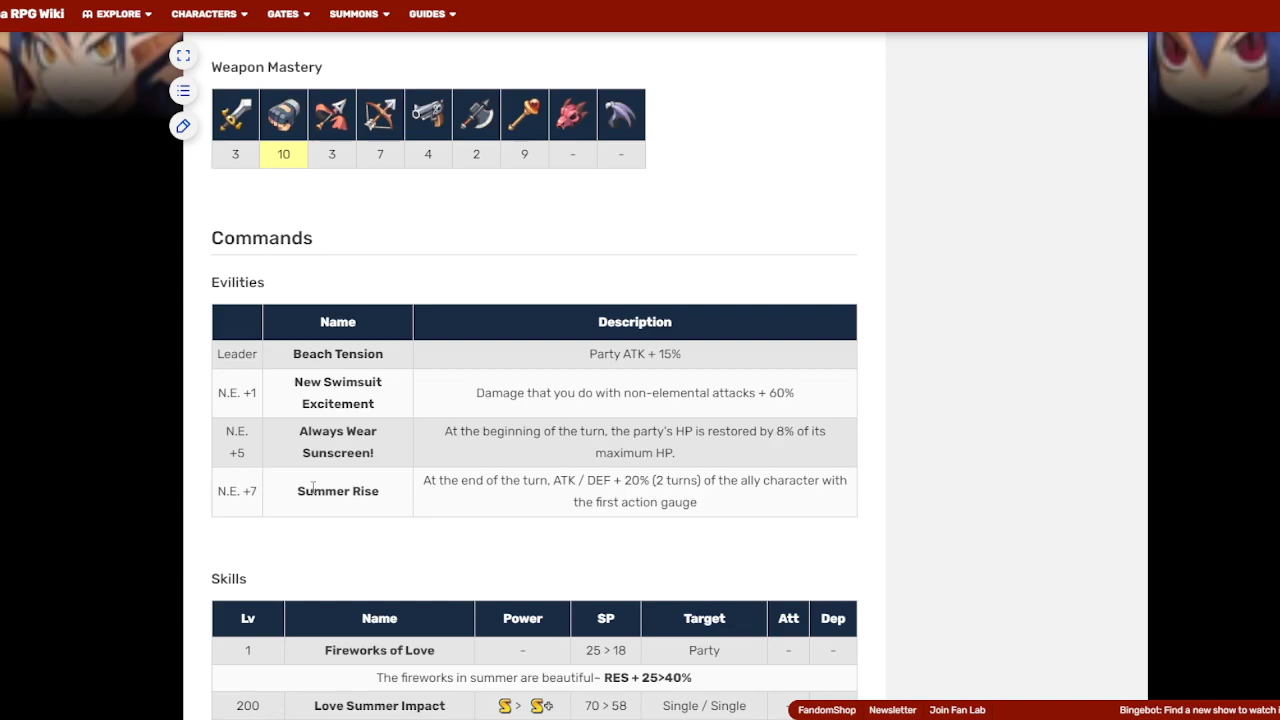 a RPG Wiki EXPLORE CHARACTERS GATES SUMMONS GUIDES
Weapon Mastery
3 10 3 7 4 2 9 - -
Commands
Evilities
Name Description
Leader Beach Tension Party ATK + 15%
N.E. +1 New Swimsuit Excitement Damage that you do with non-elemental attacks + 60%
N.E. +5 Always Wear Sunscreen! At the beginning of the turn, the party's HP is restored by 8% of its maximum HP.
N.E. +7 Summer Rise At the end of the turn, ATK / DEF + 20% (2 turns) of the ally character with the first action gauge
Skills
Lv Name Power SP Target Att Dep
1 Fireworks of Love - 25 > 18 Party - -
The fireworks in summer are beautiful~ RES + 25>40%
200 Love Summer Impact S > S+ 70 > 58 Single / Single
FandomShop Newsletter Join Fan Lab Bingebot: Find a new show to watch